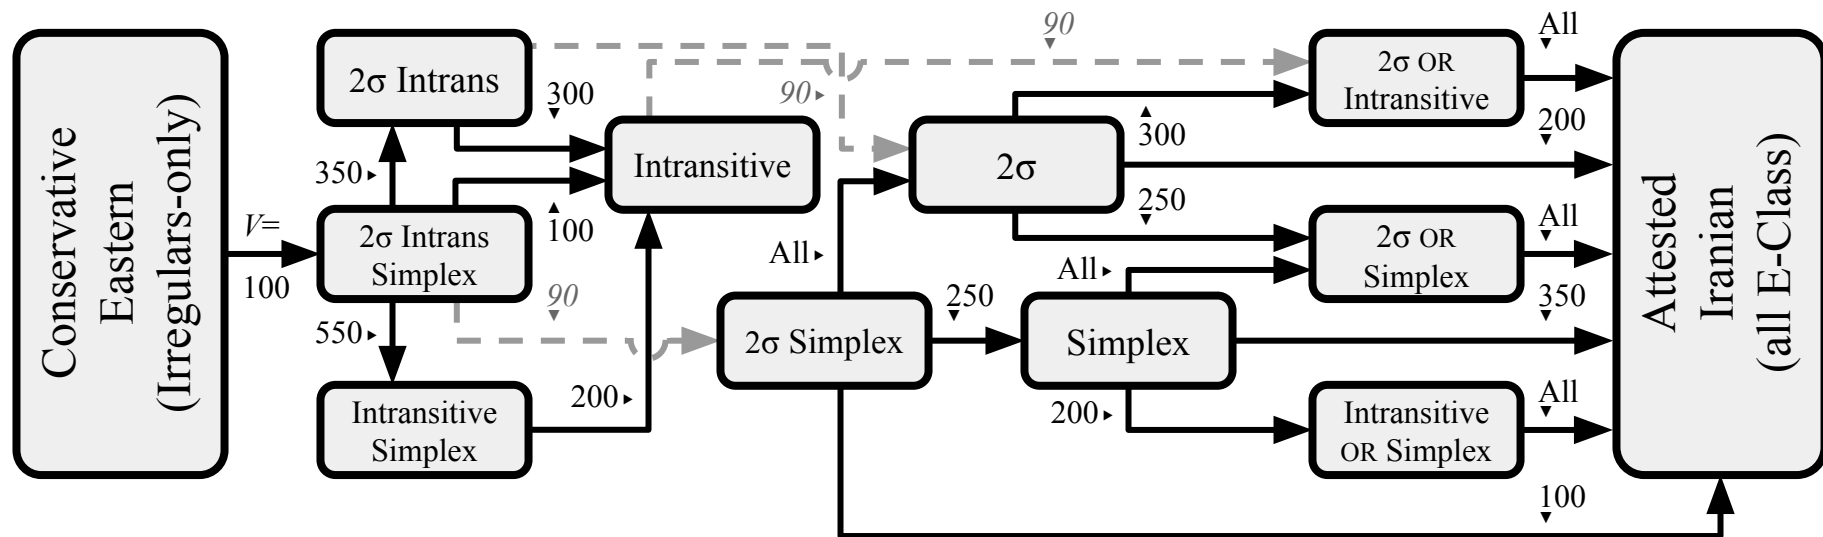 Conservative
Eastern
(Irregulars-only)
V=
100
2σ Intrans
350▸
300
▾
2σ Intrans
Simplex
▴
100
550▸
90
▾
Intransitive
Simplex
200▸
Intransitive
90▸
90
▾
2σ
All▸
2σ Simplex
250
▾
Simplex
▴
300
250
▾
All▸
200▸
2σ OR
Intransitive
2σ OR
Simplex
Intransitive
OR Simplex
All
▾
200
▾
All
▾
350
▾
All
▾
100
▾
Attested
Iranian
(all E-Class)